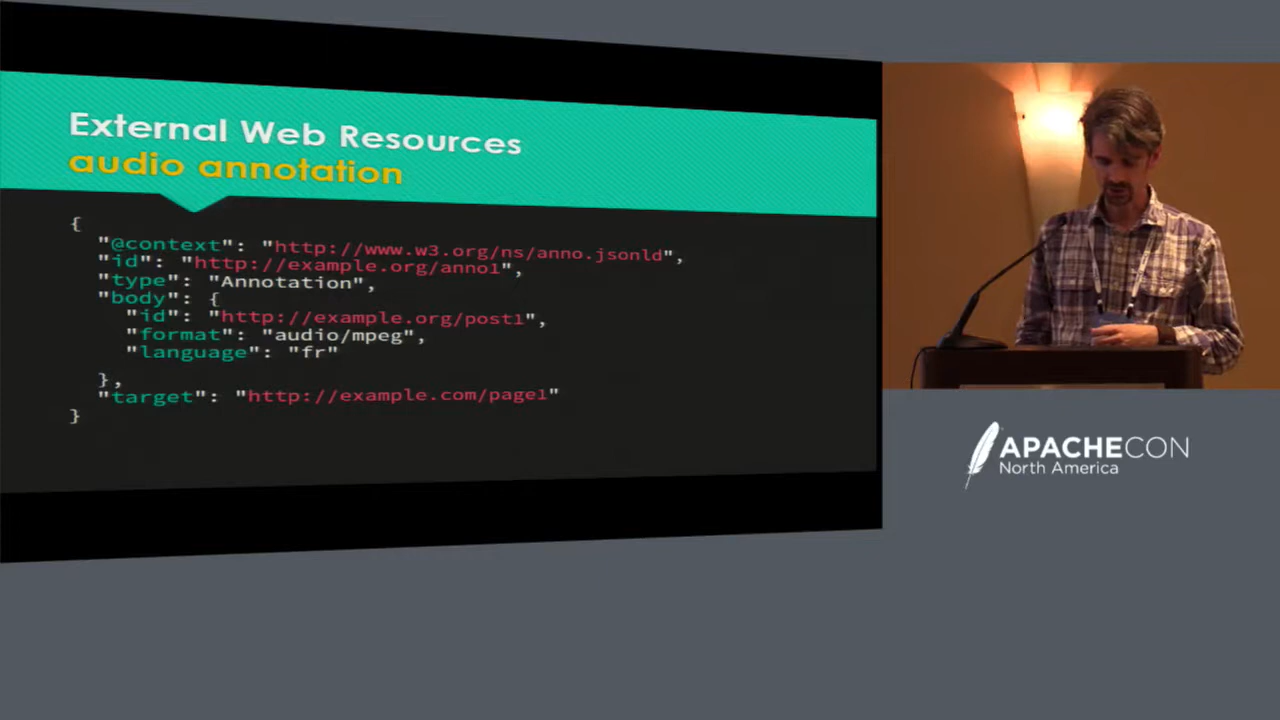 External Web Resources
audio annotation
{
"@context": "http://www.w3.org/ns/anno.jsonld",
"id": "http://example.org/anno1",
"type": "Annotation",
"body": {
"id": "http://example.org/post1",
"format": "audio/mpeg",
"language": "fr"
},
"target": "http://example.com/page1"
}
APACHECON
North America